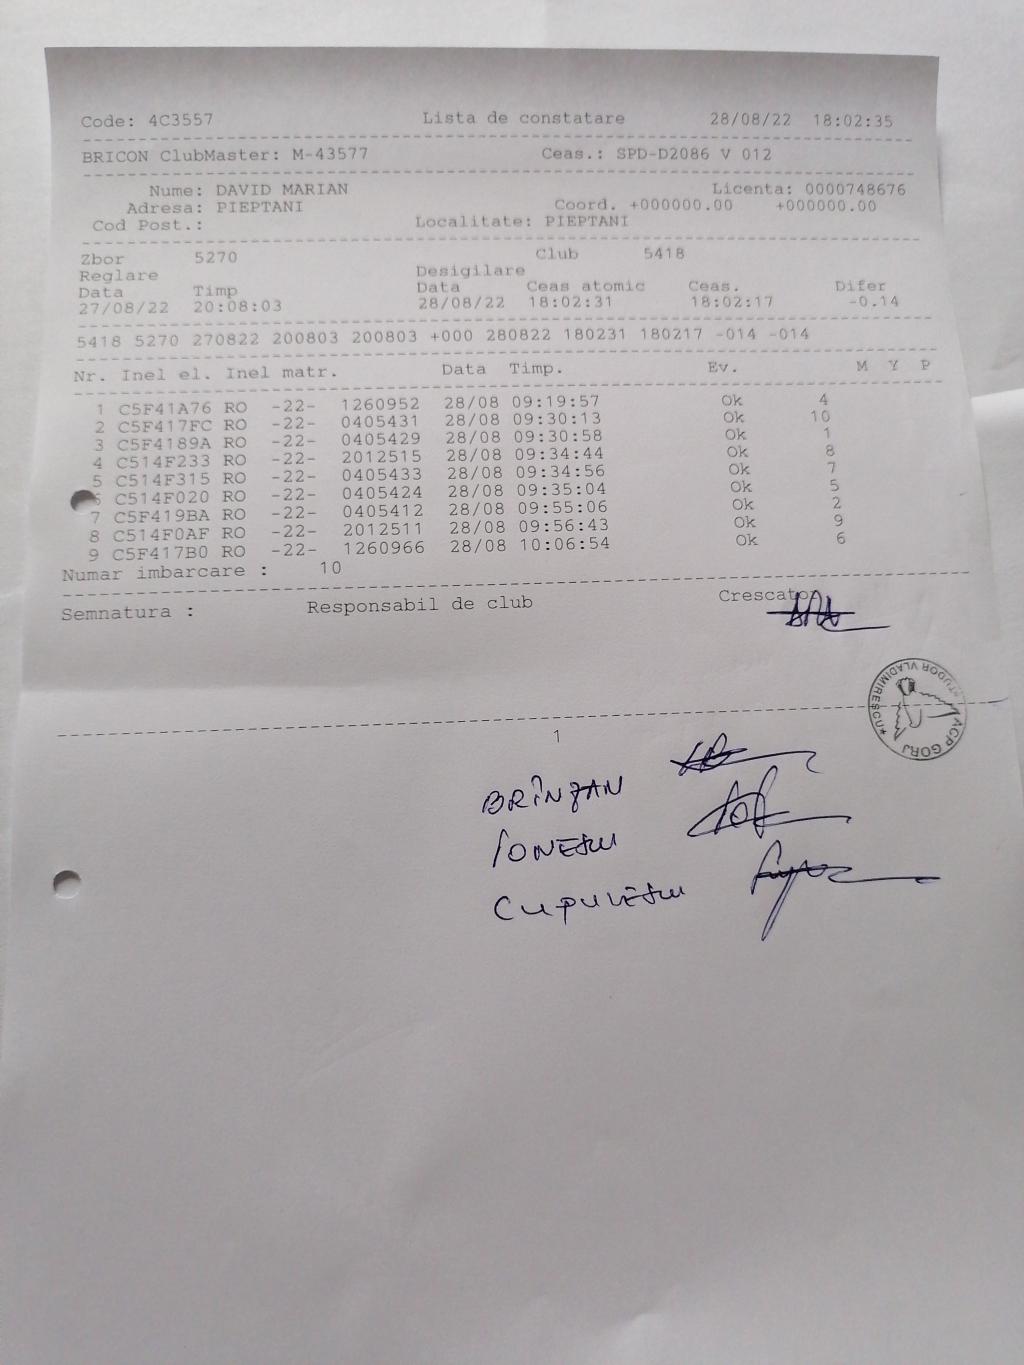 Code: 4C3557 Lista de constatare 28/08/22 18:02:35
BRICON ClubMaster: M-43577 Ceas.: SPD-D2086 V 012
Nume: DAVID MARIAN Licenta: 0000748676
Adresa: PIEPTANI Coord. +000000.00 +000000.00
Cod Post.: Localitate: PIEPTANI
Zbor 5270 Club 5418
Reglare Desigilare
Data Timp Data Ceas atomic Ceas. Difer
27/08/22 20:08:03 28/08/22 18:02:31 18:02:17 -0.14
5418 5270 270822 200803 200803 +000 280822 180231 180217 -014 -014
Nr. Inel el. Inel matr. Data Timp. Ev. M Y P
1 C5F41A76 RO -22- 1260952 28/08 09:19:57 Ok 4
2 C5F417FC RO -22- 0405431 28/08 09:30:13 Ok 10
3 C5F4189A RO -22- 0405429 28/08 09:30:58 Ok 1
4 C514F233 RO -22- 2012515 28/08 09:34:44 Ok 8
5 C514F315 RO -22- 0405433 28/08 09:34:56 Ok 7
6 C514F020 RO -22- 0405424 28/08 09:35:04 Ok 5
7 C5F419BA RO -22- 0405412 28/08 09:55:06 Ok 2
8 C514F0AF RO -22- 2012511 28/08 09:56:43 Ok 9
9 C5F417B0 RO -22- 1260966 28/08 10:06:54 Ok 6
Numar imbarcare : 10
Semnatura : Responsabil de club Crescator
ACP GORJ
*TUDOR VLADIMIRESCU*
1
BRÎNZAN
IONESCU
CUPULESCU